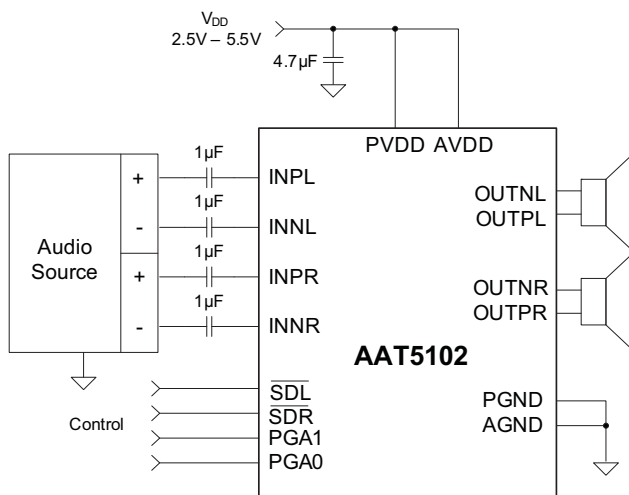 VDD
2.5V – 5.5V
4.7µF
PVDD AVDD
1µF
+
INPL
1µF
-
INNL
Audio
Source
1µF
+
INPR
1µF
-
INNR
OUTNL
OUTPL
OUTNR
OUTPR
AAT5102
Control
SDL
SDR
PGA1
PGA0
PGND
AGND